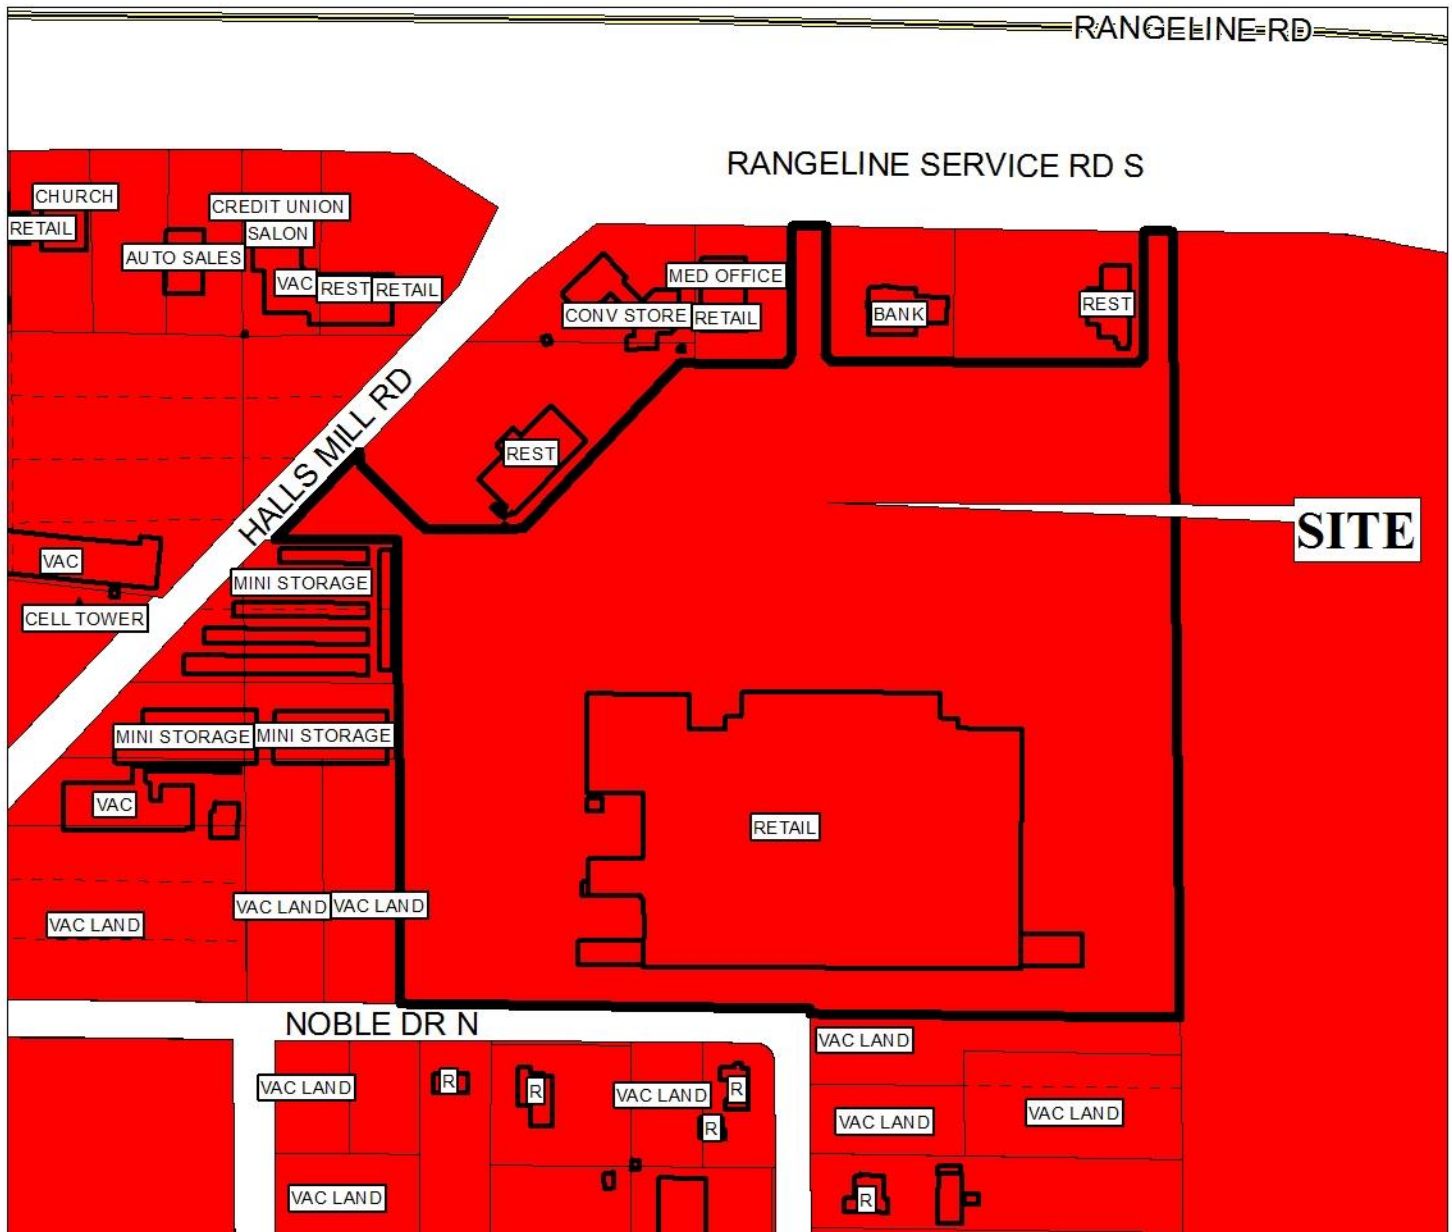 RANGELINE RD
RANGELINE SERVICE RD S
CHURCH
CREDIT UNION
RETAIL
SALON
AUTO SALES
MED OFFICE
VAC
REST
RETAIL
REST
CONV STORE
RETAIL
BANK
HALLS MILL RD
REST
SITE
VAC
MINI STORAGE
CELL TOWER
MINI STORAGE
MINI STORAGE
VAC
RETAIL
VAC LAND
VAC LAND
VAC LAND
NOBLE DR N
VAC LAND
VAC LAND
R
R
VAC LAND
R
R
VAC LAND
VAC LAND
VAC LAND
R